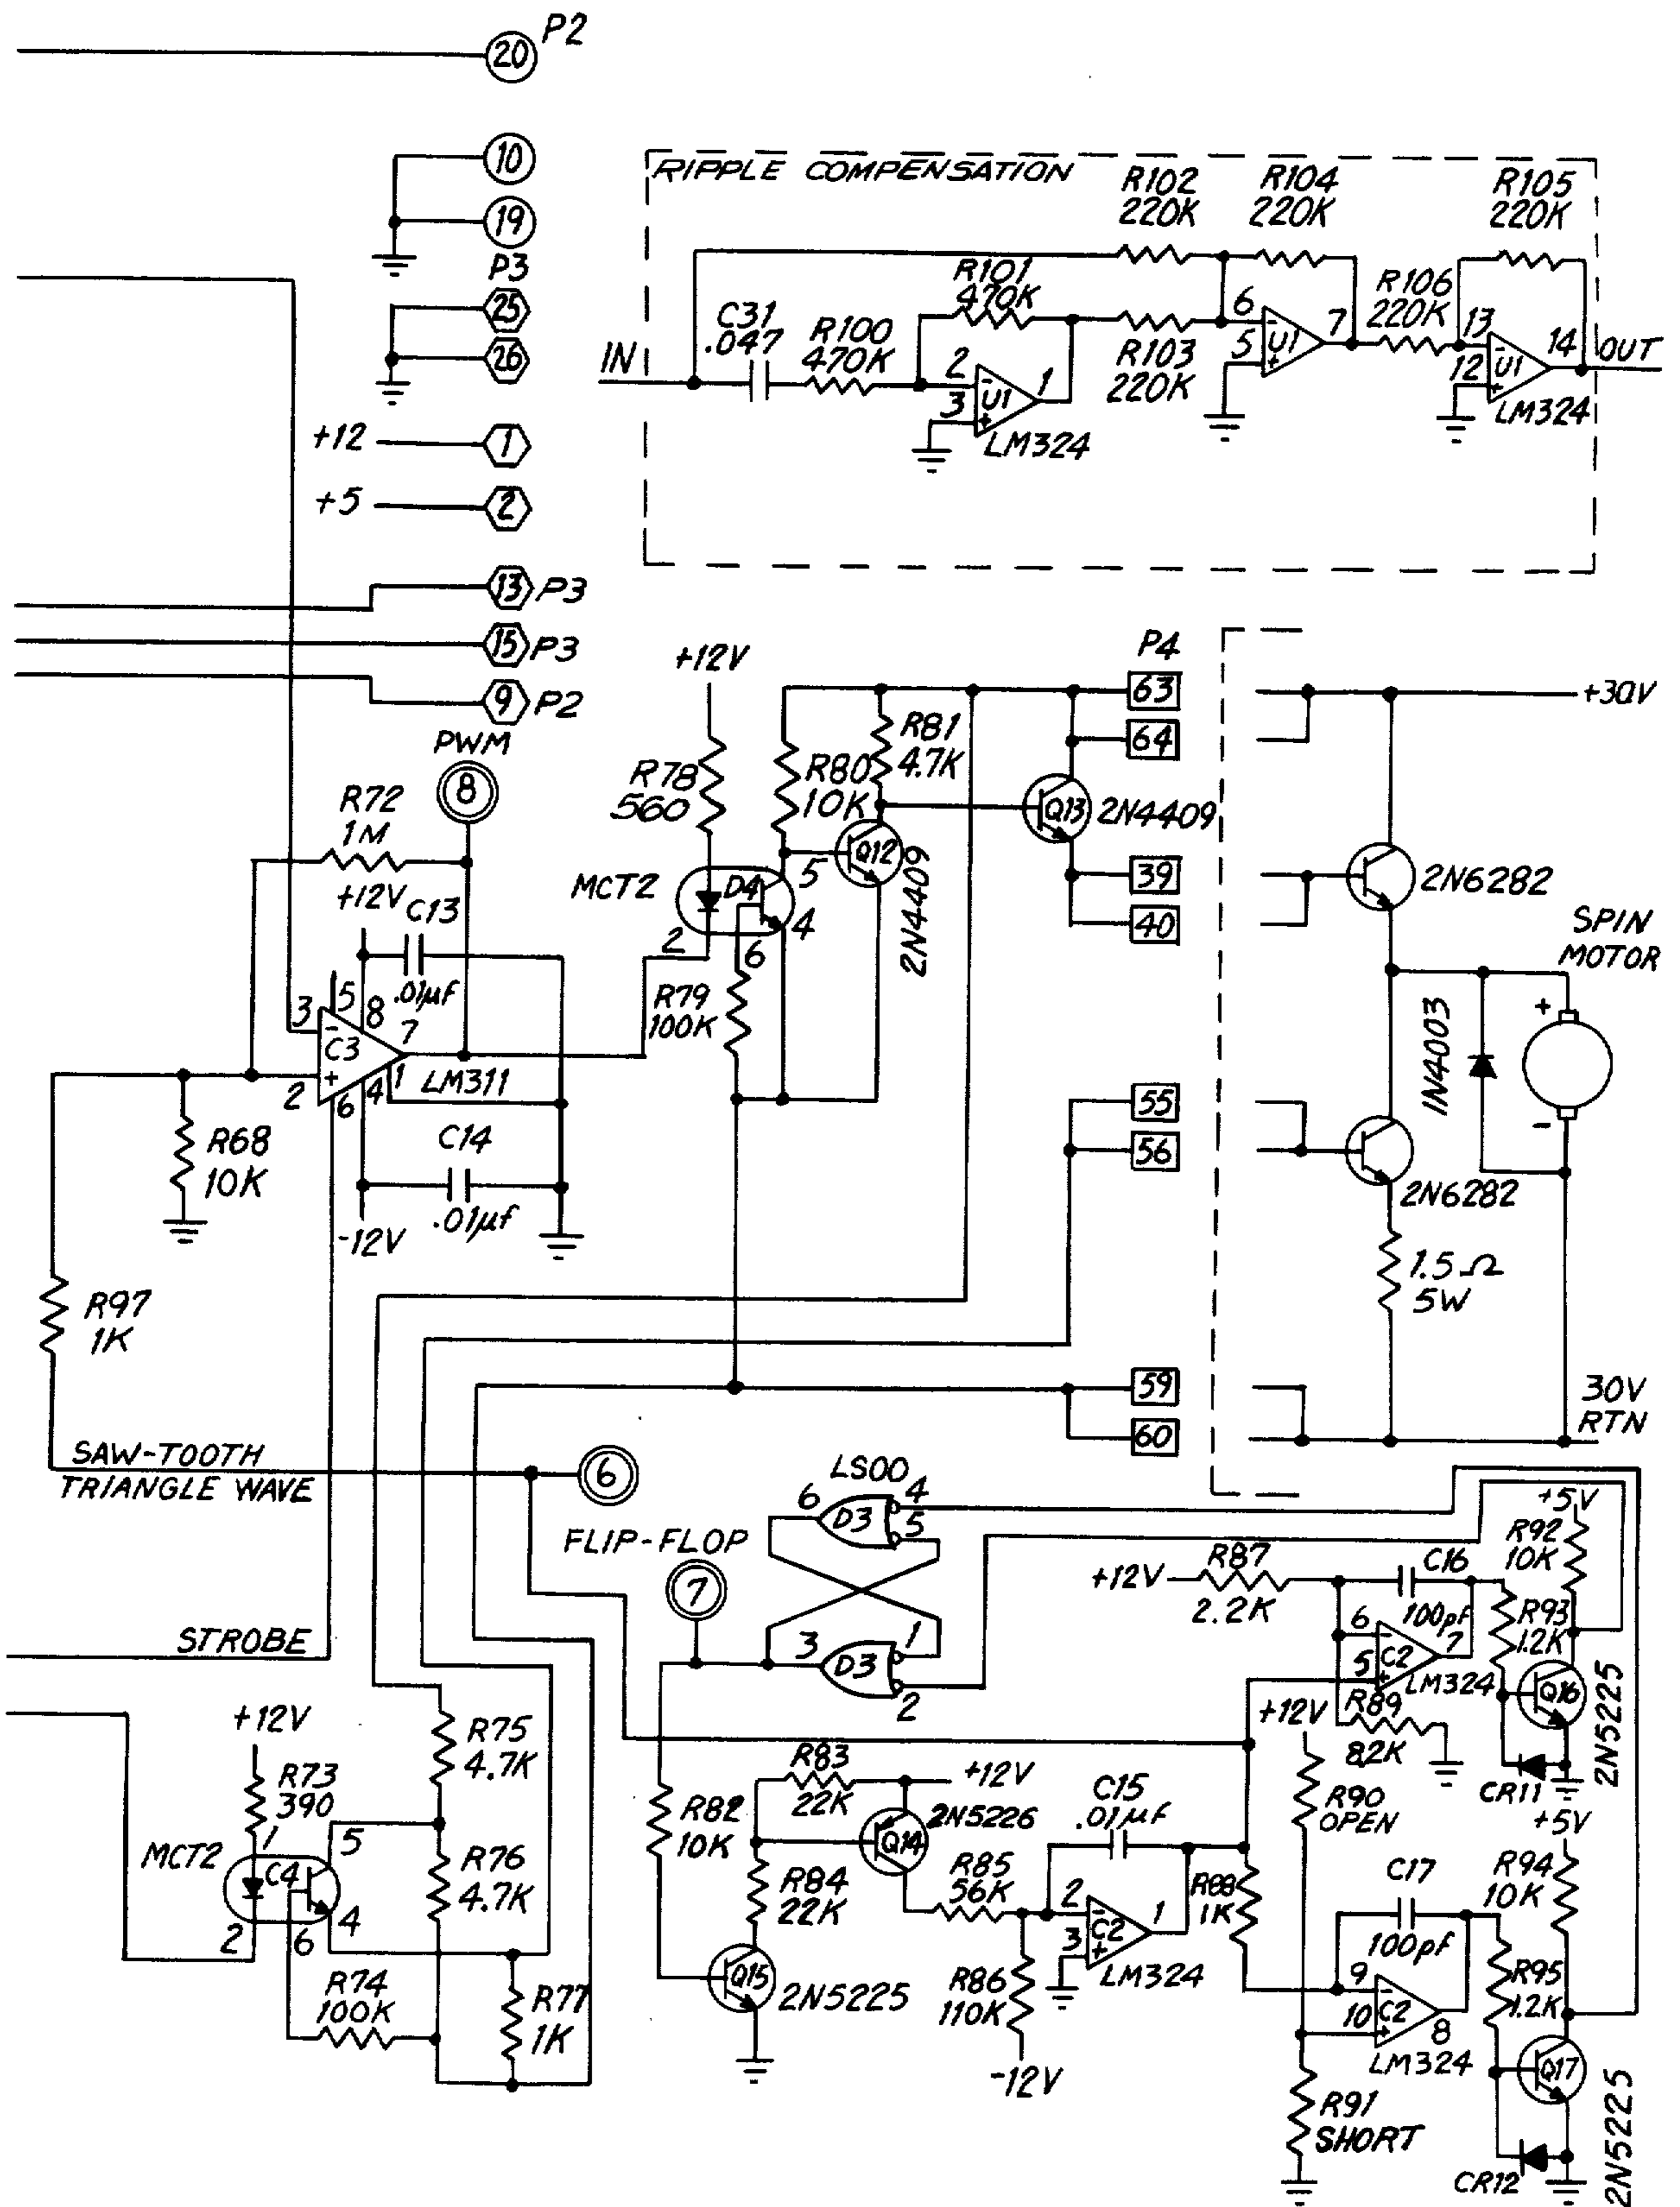 P2
20
10
19
P3
25
26
+12
1
+5
2
13 P3
15 P3
9 P2
RIPPLE COMPENSATION
R102
220K
R104
220K
R105
220K
R101
470K
C31
.047
R100
470K
IN
2
3
U1
1
LM324
R103
220K
6
5
U1
7
R106
220K
13
12
U1
14
OUT
LM324
PWM
8
R72
1M
+12V
C13
.01µf
3
5
8
7
C3
1
LM311
2
+
6
4
R68
10K
C14
.01µf
-12V
R97
1K
+12V
R78
560
R80
10K
R81
4.7K
MCT2
D4
5
4
2
6
R79
100K
Q12
2N4409
Q13
2N4409
P4
63
64
39
40
55
56
59
60
+30V
2N6282
SPIN
MOTOR
+
-
1N4003
2N6282
1.5Ω
5W
30V
RTN
SAW-TOOTH
TRIANGLE WAVE
6
FLIP-FLOP
7
LS00
6
D3
4
5
3
D3
1
2
STROBE
+12V
R73
390
MCT2
1
C4
5
2
6
4
R74
100K
R75
4.7K
R76
4.7K
R77
1K
R82
10K
R83
22K
+12V
2N5226
Q14
R84
22K
Q15
2N5225
R85
56K
R86
110K
-12V
C15
.01µf
2
3
C2
1
LM324
R88
1K
+12V
R87
2.2K
C16
100pf
6
5
C2
7
LM324
R89
82K
+12V
R90
OPEN
R91
SHORT
+5V
R92
10K
R93
1.2K
Q16
2N5225
CR11
+5V
R94
10K
C17
100pf
9
10
C2
8
LM324
R95
1.2K
Q17
2N5225
CR12